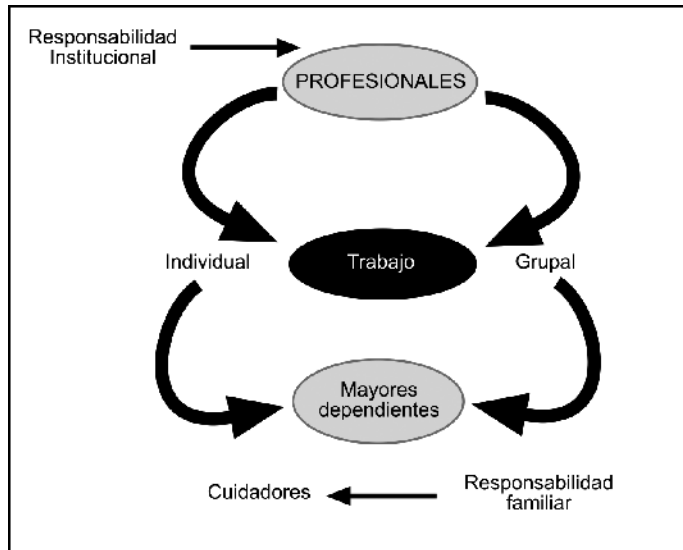 Responsabilidad
Institucional
PROFESIONALES
Individual
Trabajo
Grupal
Mayores
dependientes
Cuidadores
Responsabilidad
familiar